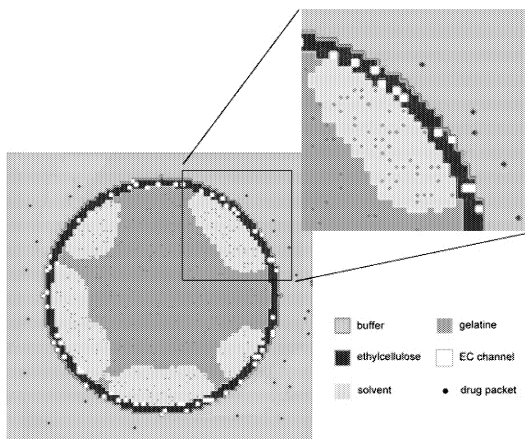 buffer
gelatine
ethylcellulose
EC channel
solvent
drug packet